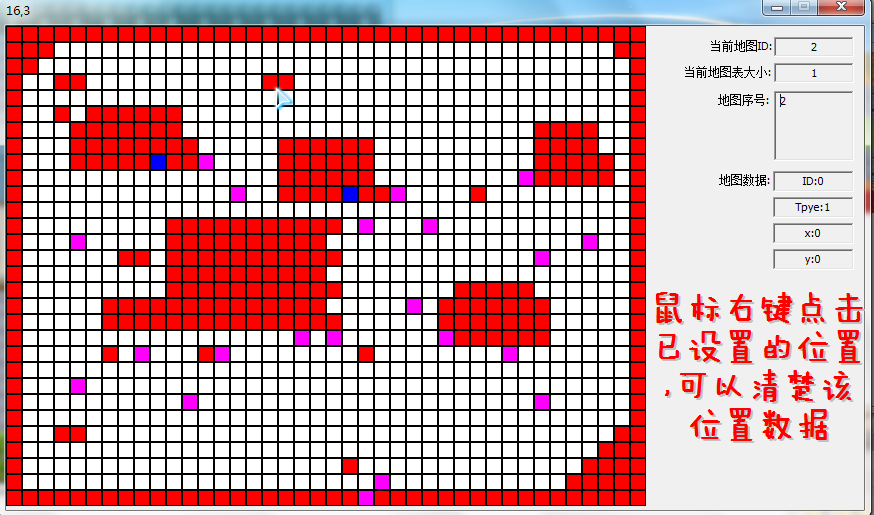 16,3
当前地图ID: 2
当前地图表大小: 1
地图序号: 2
地图数据: ID:0
Tpye:1
x:0
y:0
鼠标右键点击
已设置的位置
,可以清楚该
位置数据